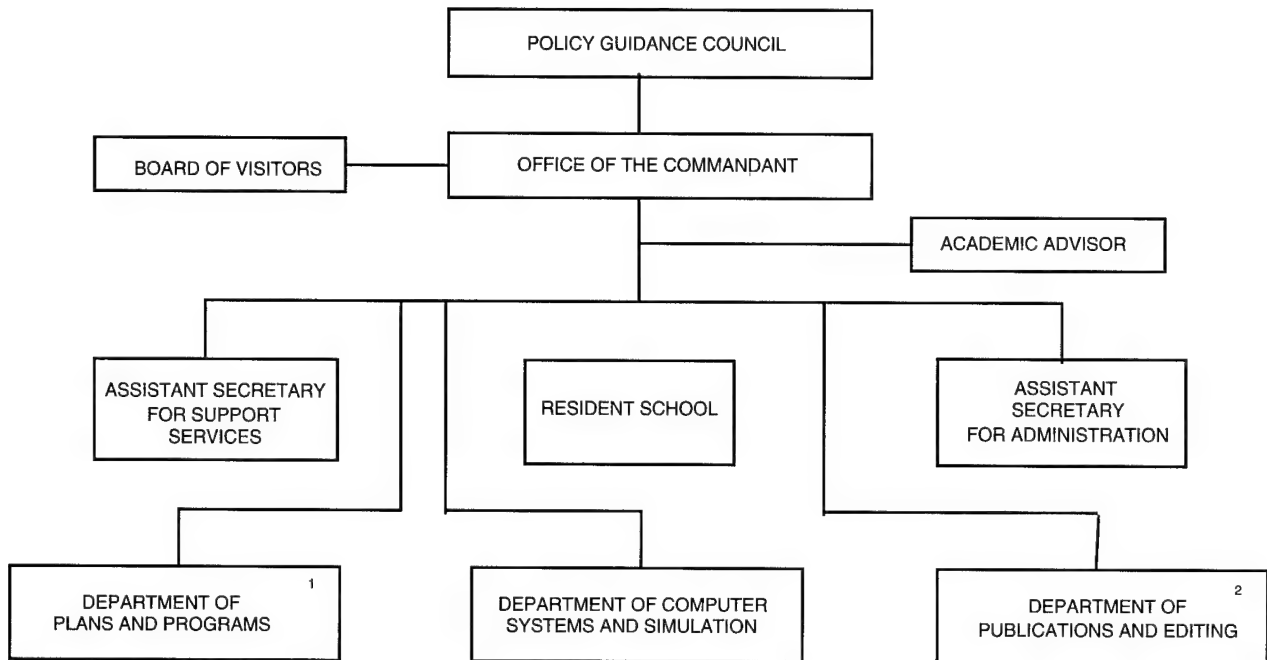 POLICY GUIDANCE COUNCIL
BOARD OF VISITORS
OFFICE OF THE COMMANDANT
ACADEMIC ADVISOR
ASSISTANT SECRETARY
FOR SUPPORT
SERVICES
RESIDENT SCHOOL
ASSISTANT
SECRETARY
FOR ADMINISTRATION
1
DEPARTMENT OF
PLANS AND PROGRAMS
DEPARTMENT OF COMPUTER
SYSTEMS AND SIMULATION
2
DEPARTMENT OF
PUBLICATIONS AND EDITING